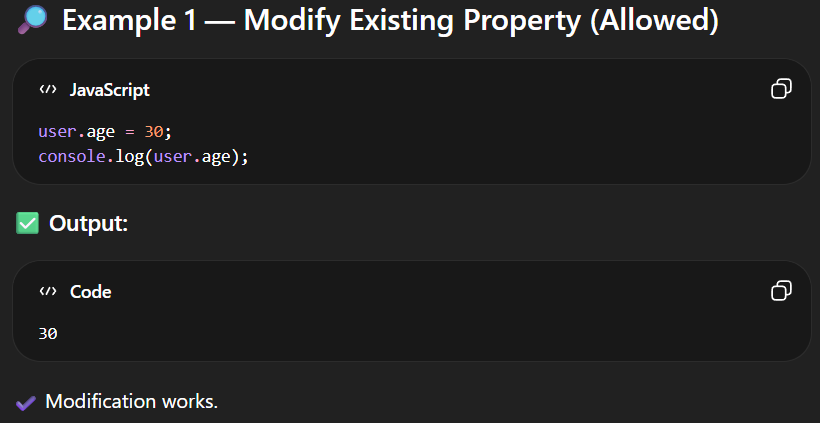 🔎 Example 1 — Modify Existing Property (Allowed)
JavaScript
user.age = 30;
console.log(user.age);
✅ Output:
Code
30
✔ Modification works.